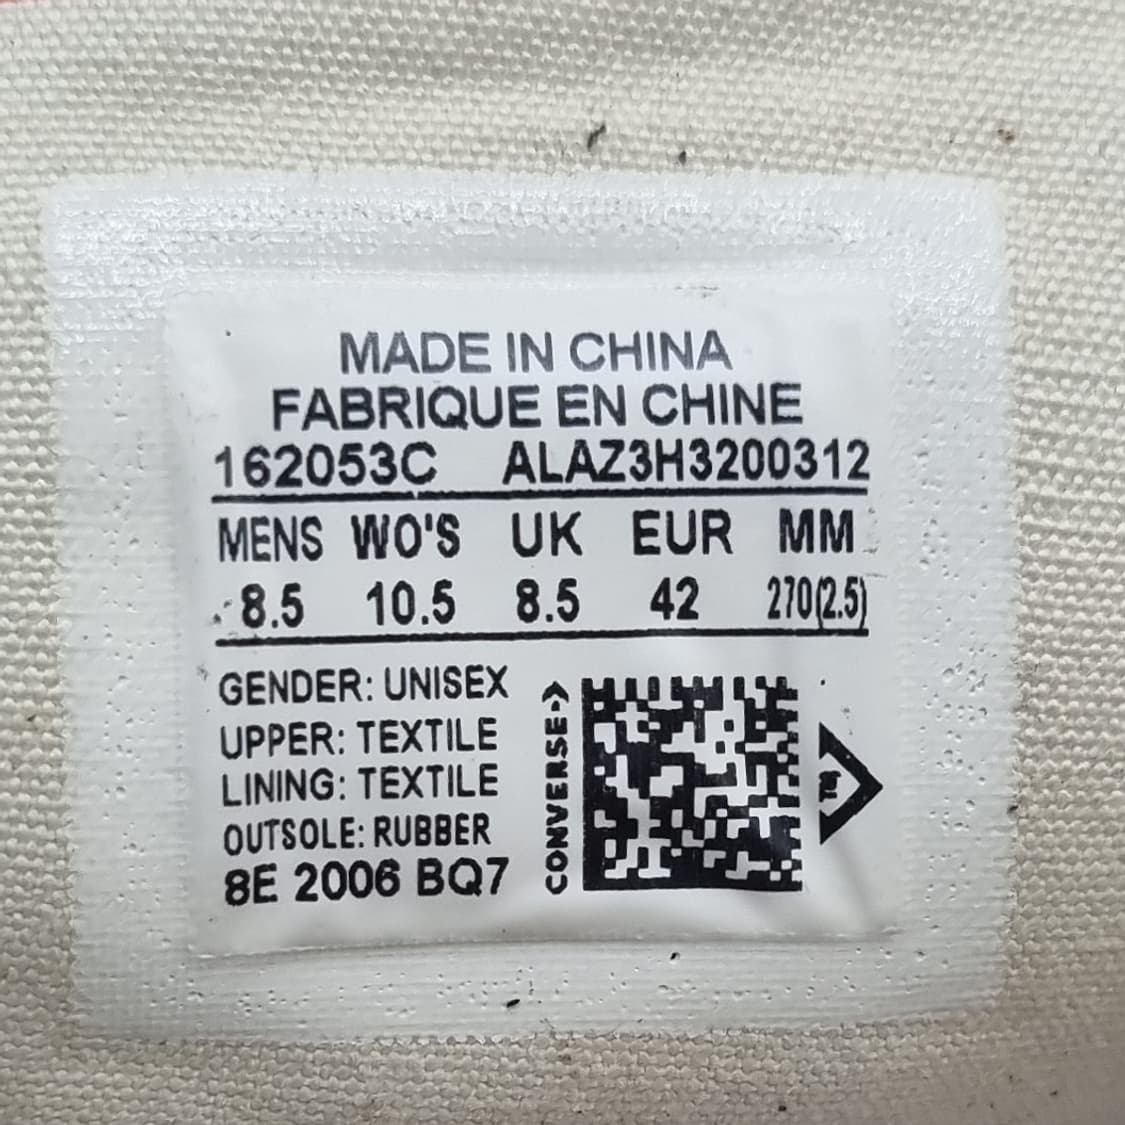 MADE IN CHINA
FABRIQUE EN CHINE
162053C ALAZ3H3200312
MENS WO'S UK EUR MM
8.5 10.5 8.5 42 270(2.5)
GENDER: UNISEX
UPPER: TEXTILE
LINING: TEXTILE
OUTSOLE: RUBBER
8E 2006 BQ7
CONVERSE